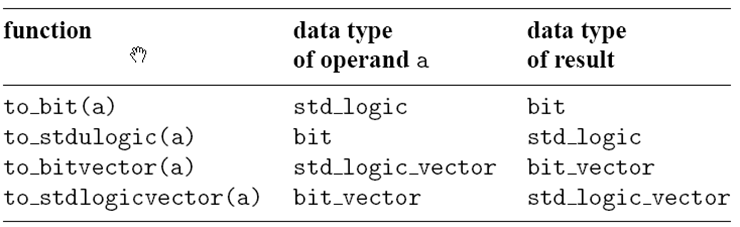 function data type data type
of operand a of result
to_bit(a) std_logic bit
to_stdulogic(a) bit std_logic
to_bitvector(a) std_logic_vector bit_vector
to_stdlogicvector(a) bit_vector std_logic_vector